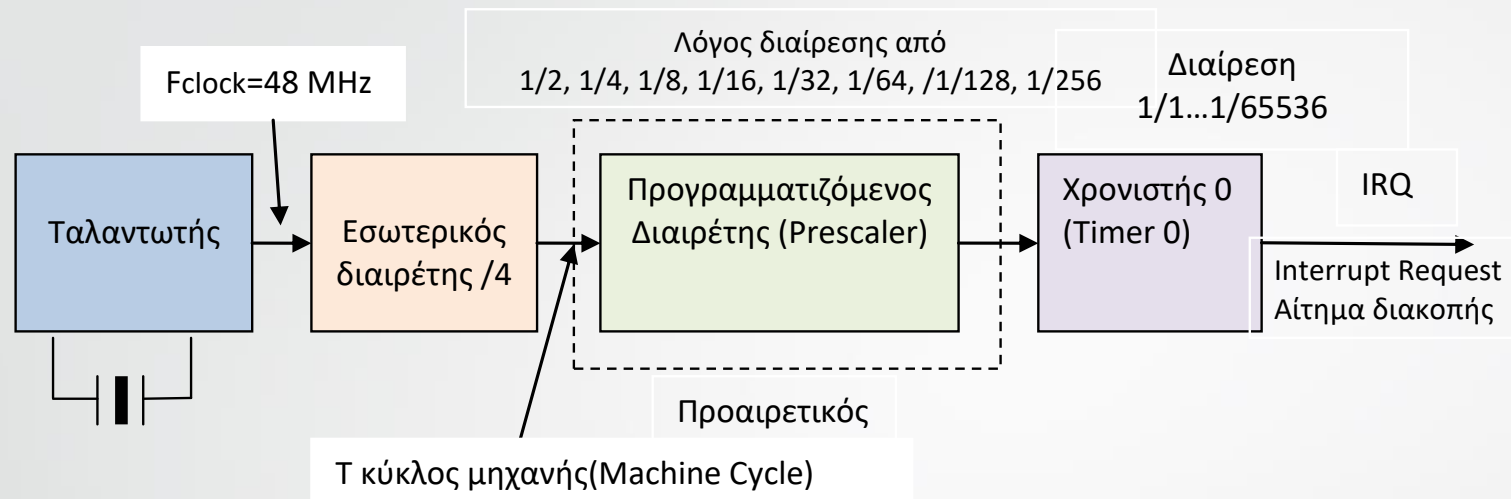 Λόγος διαίρεσης από
1/2, 1/4, 1/8, 1/16, 1/32, 1/64, /1/128, 1/256
Διαίρεση
1/1...1/65536
Fclock=48 MHz
Ταλαντωτής
Εσωτερικός
διαιρέτης /4
Προγραμματιζόμενος
Διαιρέτης (Prescaler)
Χρονιστής 0
(Timer 0)
IRQ
Interrupt Request
Αίτημα διακοπής
Προαιρετικός
Τ κύκλος μηχανής(Machine Cycle)